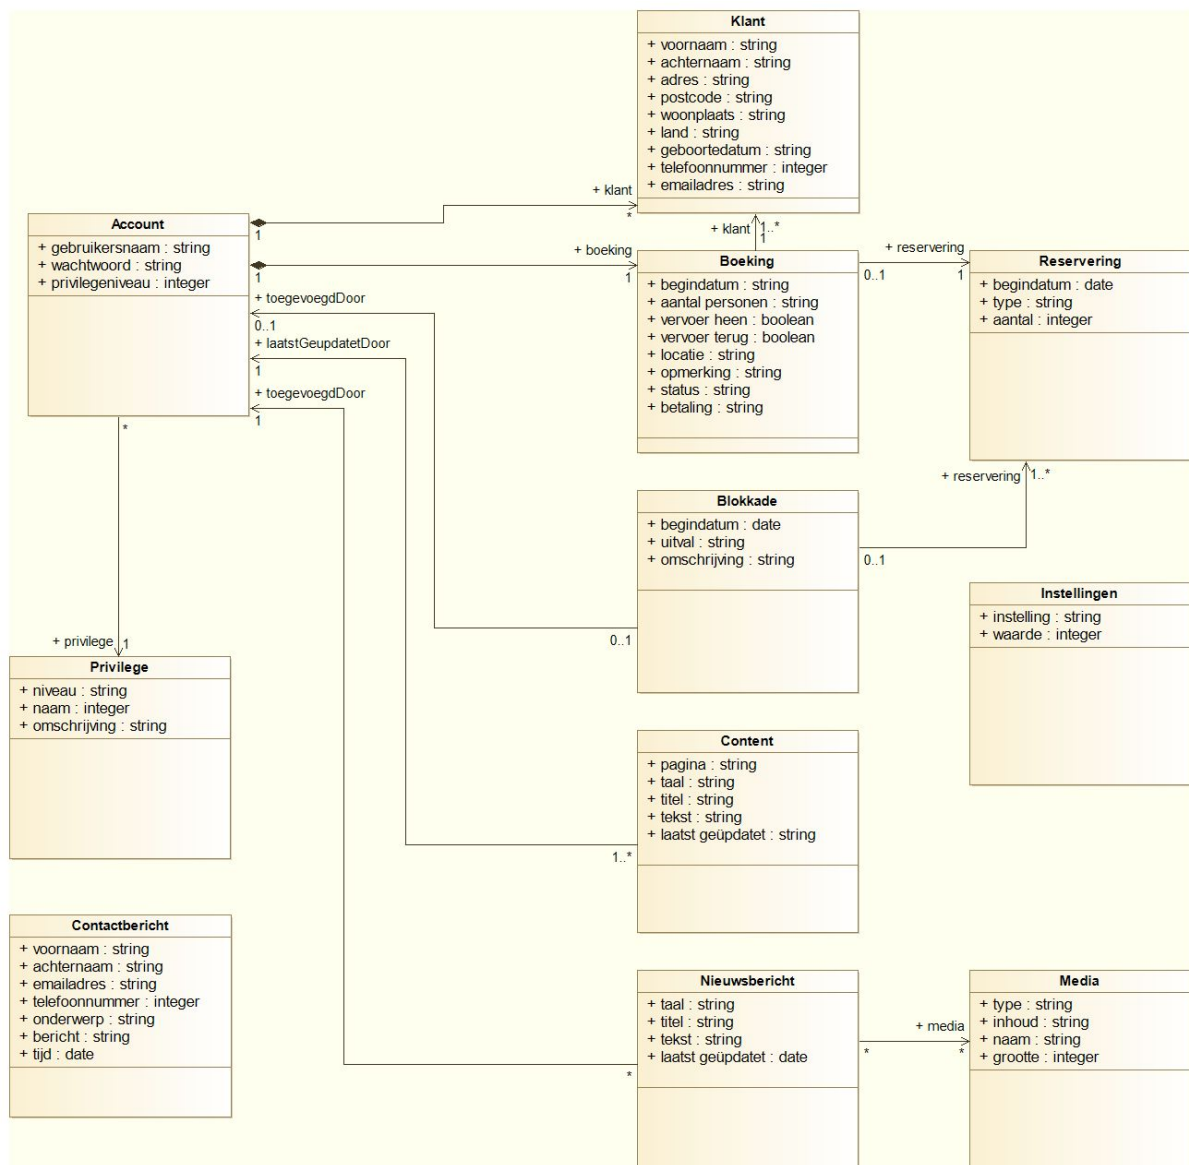 Klant
+ voornaam : string
+ achternaam : string
+ adres : string
+ postcode : string
+ woonplaats : string
+ land : string
+ geboortedatum : string
+ telefoonnummer : integer
+ emailadres : string
+ klant
*
1
Account
+ gebruikersnaam : string
+ wachtwoord : string
+ privilegeniveau : integer
+ klant
1..*
1
+ boeking
1
1
Boeking
+ begindatum : string
+ aantal personen : string
+ vervoer heen : boolean
+ vervoer terug : boolean
+ locatie : string
+ opmerking : string
+ status : string
+ betaling : string
+ reservering
0..1
1
Reservering
+ begindatum : date
+ type : string
+ aantal : integer
+ toegevoegdDoor
0..1
+ laatstGeupdatetDoor
1
+ toegevoegdDoor
1
*
+ reservering
1..*
Blokkade
+ begindatum : date
+ uitval : string
+ omschrijving : string
0..1
0..1
Instellingen
+ instelling : string
+ waarde : integer
+ privilege
1
Privilege
+ niveau : string
+ naam : integer
+ omschrijving : string
Content
+ pagina : string
+ taal : string
+ titel : string
+ tekst : string
+ laatst geüpdatet : string
1..*
Contactbericht
+ voornaam : string
+ achternaam : string
+ emailadres : string
+ telefoonnummer : integer
+ onderwerp : string
+ bericht : string
+ tijd : date
Nieuwsbericht
+ taal : string
+ titel : string
+ tekst : string
+ laatst geüpdatet : date
*
+ media
*
*
Media
+ type : string
+ inhoud : string
+ naam : string
+ grootte : integer